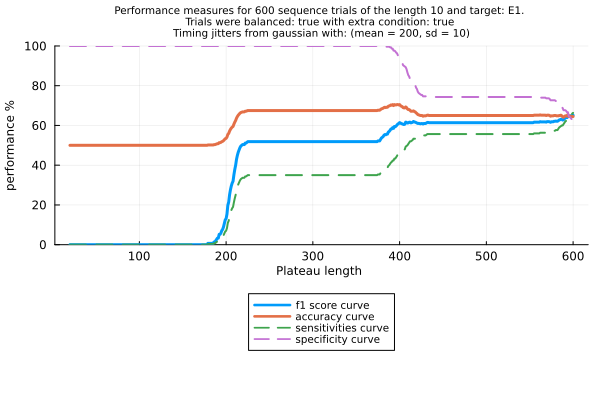 Performance measures for 600 sequence trials of the length 10 and target: E1.
Trials were balanced: true with extra condition: true
Timing jitters from gaussian with: (mean = 200, sd = 10)
100
80
60
40
20
0
performance %
100 200 300 400 500 600
Plateau length
f1 score curve
accuracy curve
sensitivities curve
specificity curve